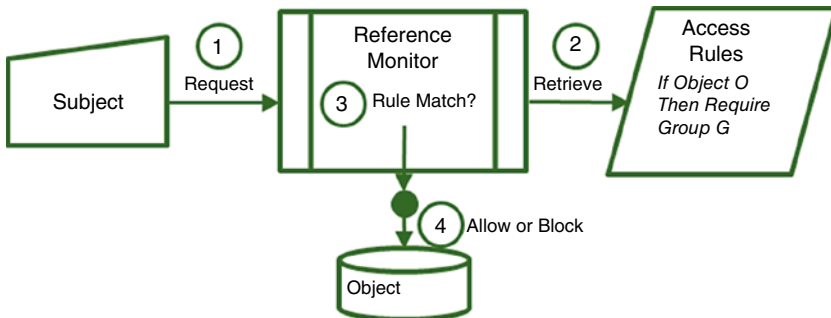 Subject
1
Request
Reference
Monitor
3 Rule Match?
2
Retrieve
Access
Rules
If Object O
Then Require
Group G
4 Allow or Block
Object